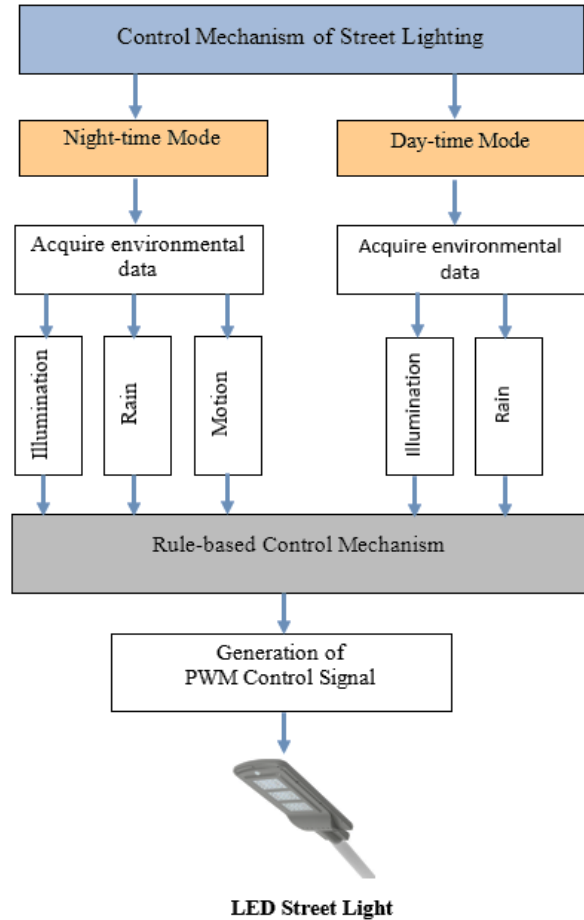 Control Mechanism of Street Lighting
Night-time Mode
Day-time Mode
Acquire environmental
data
Acquire environmental
data
Illumination
Rain
Motion
Illumination
Rain
Rule-based Control Mechanism
Generation of
PWM Control Signal
LED Street Light